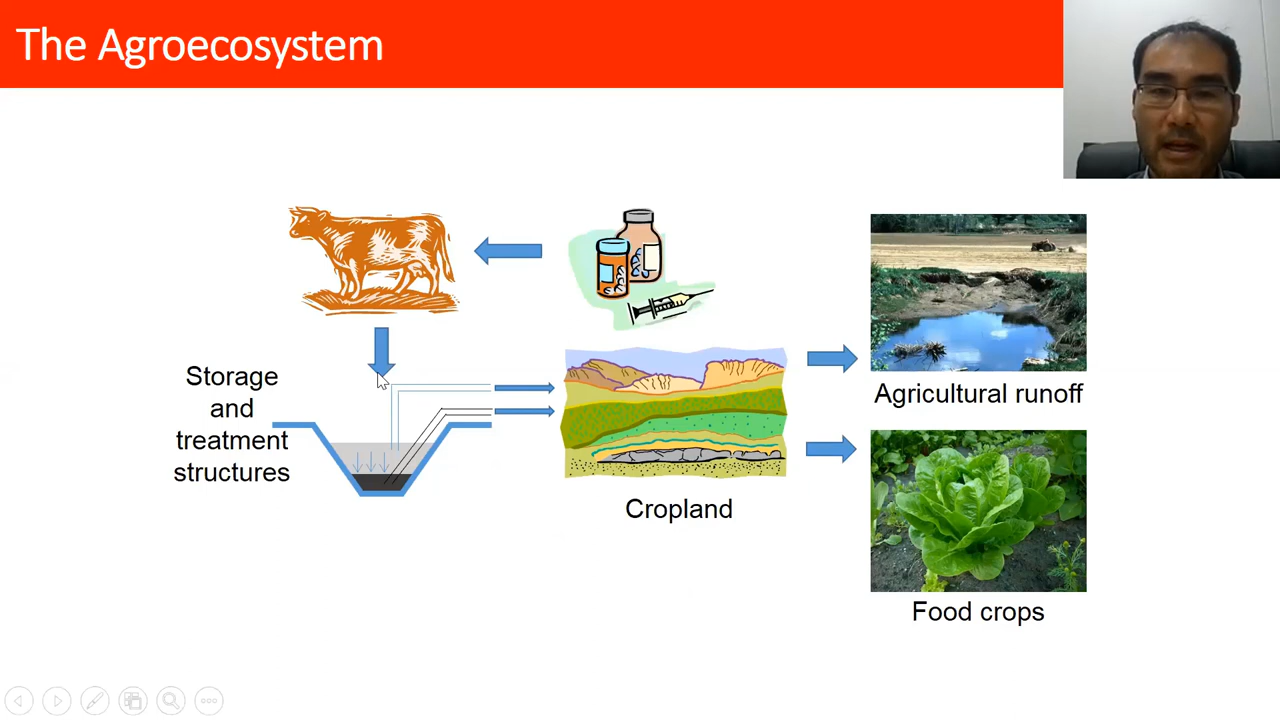 The Agroecosystem
Storage
and
treatment
structures
Cropland
Agricultural runoff
Food crops